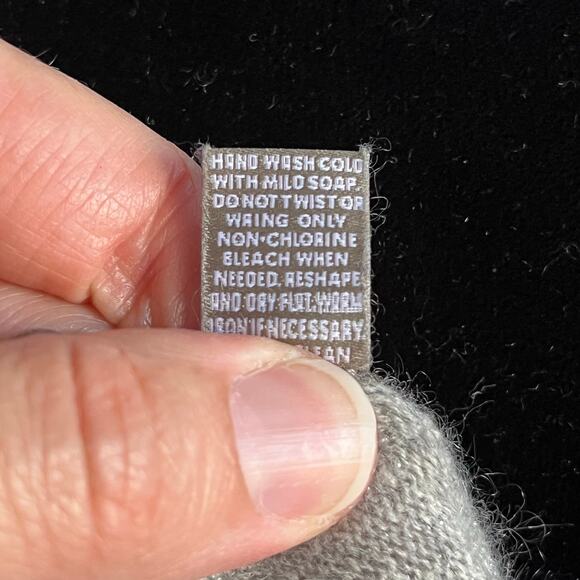 HAND WASH COLD
WITH MILD SOAP.
DO NOT TWIST OR
WRING ONLY
NON-CHLORINE
BLEACH WHEN
NEEDED. RESHAPE
AND DRY FLAT. WARM
IRON IF NECESSARY.